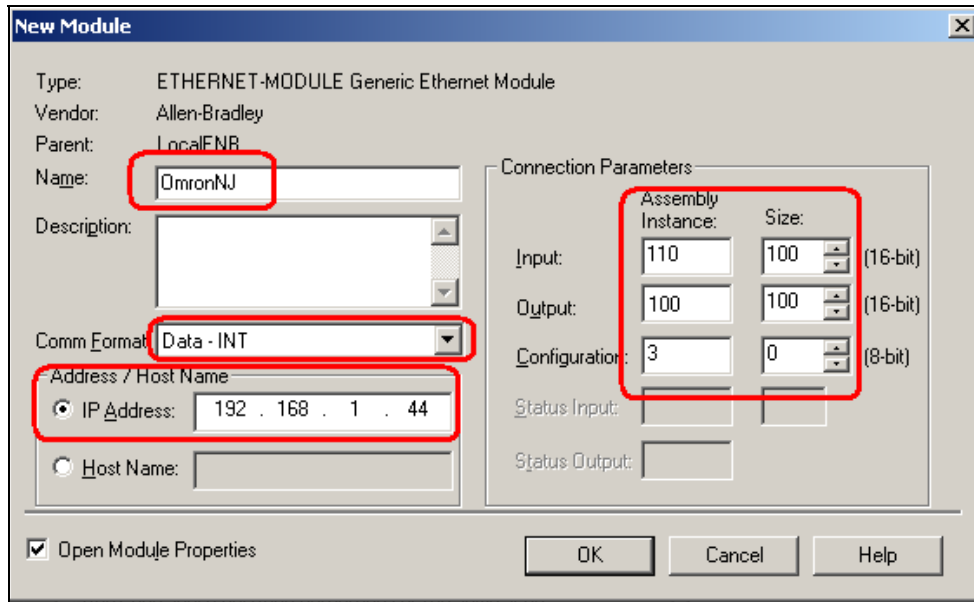 New Module
Type: ETHERNET-MODULE Generic Ethernet Module
Vendor: Allen-Bradley
Parent: LocalENB
Name: OmronNJ
Description:
Comm Format Data - INT
Address / Host Name
IP Address: 192 . 168 . 1 . 44
Host Name:
Connection Parameters
Assembly
Instance: Size:
Input: 110 100 (16-bit)
Output: 100 100 (16-bit)
Configuration: 3 0 (8-bit)
Status Input:
Status Output:
Open Module Properties
OK Cancel Help